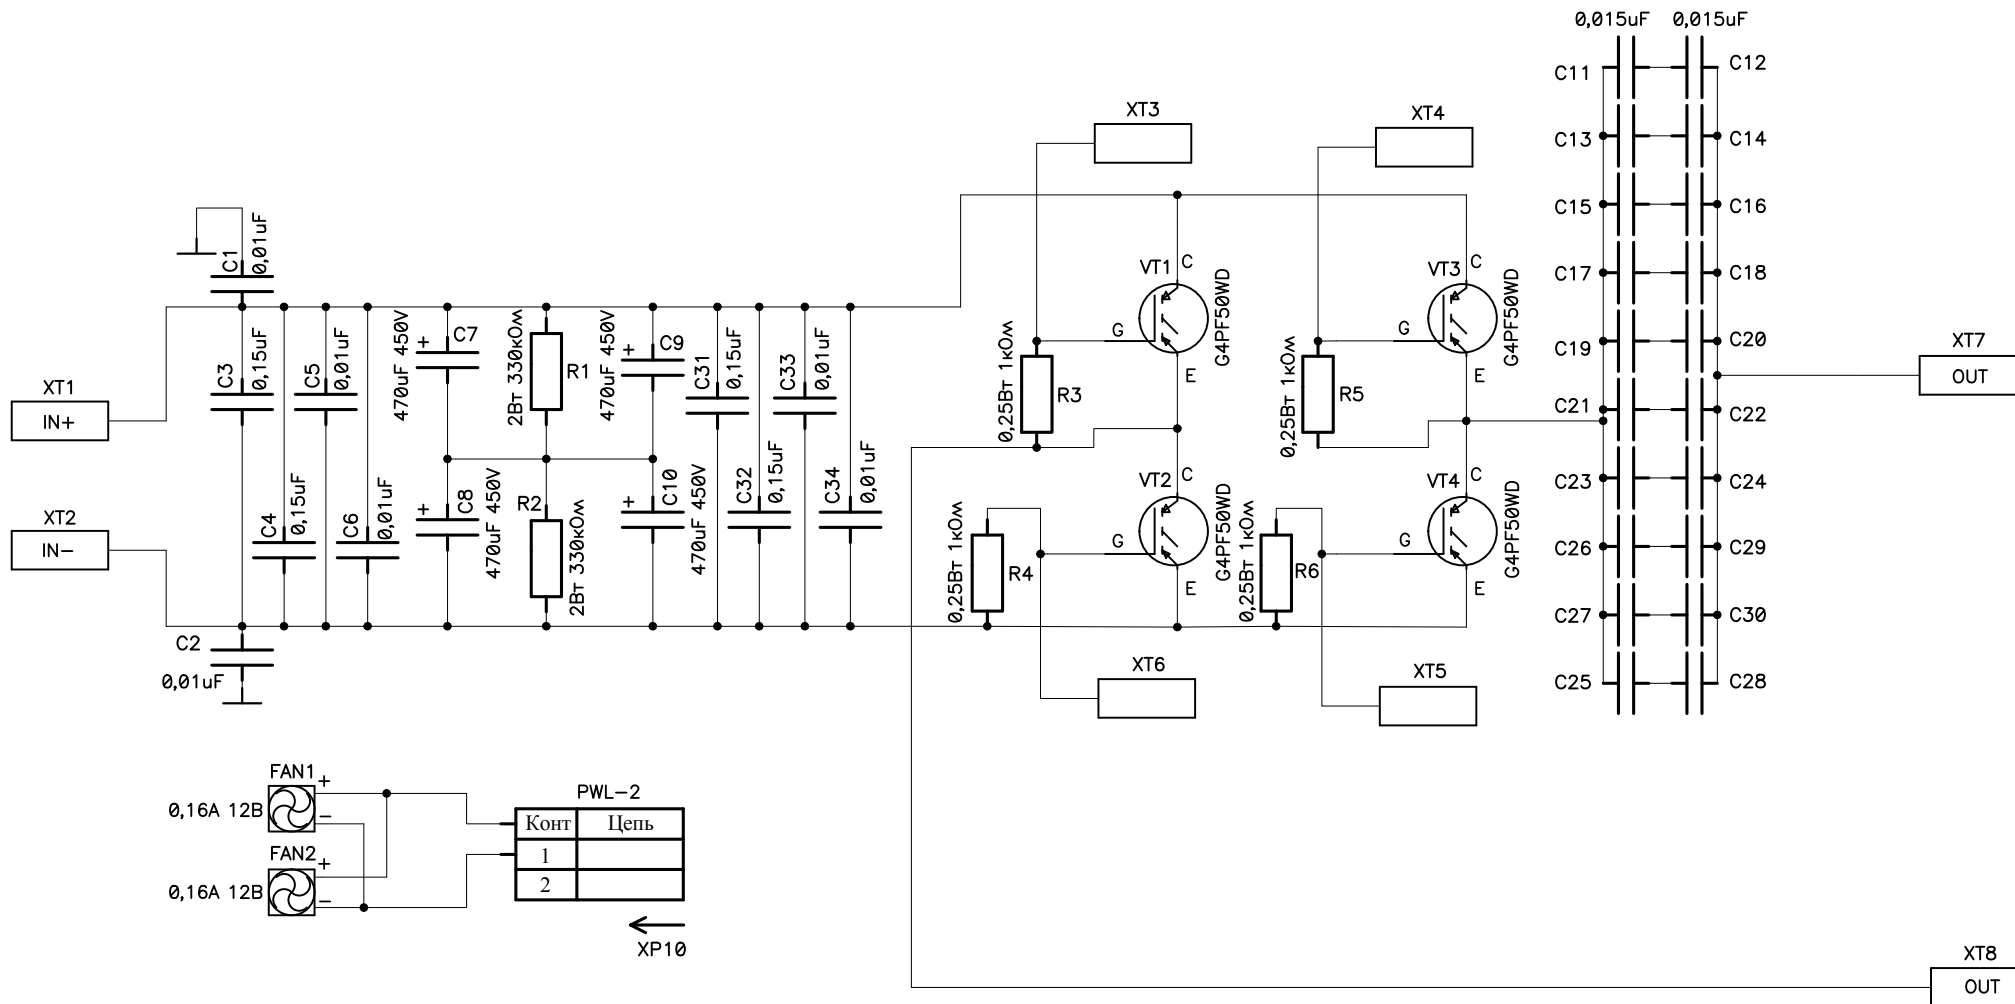 0,015uF 0,015uF
C11 C12
C13 C14
C15 C16
C17 C18
C19 C20
C21 C22
C23 C24
C26 C29
C27 C30
C25 C28
XT7
OUT
XT8
OUT
XT3
XT4
VT1
C
G
E
G4PF50WD
VT3
C
G
E
G4PF50WD
0,25Вт 1кОм
R3
0,25Вт 1кОм
R5
VT2
C
G
E
G4PF50WD
VT4
C
G
E
G4PF50WD
0,25Вт 1кОм
R4
0,25Вт 1кОм
R6
XT6
XT5
XT1
IN+
XT2
IN-
C1
0,01uF
C3
0,15uF
C5
0,01uF
470uF 450V
+
C7
2Вт 330кОм
R1
470uF 450V
+
C9
C31
0,15uF
C33
0,01uF
C4
0,15uF
C6
0,01uF
+
C8
470uF 450V
R2
2Вт 330кОм
+
C10
470uF 450V
C32
0,15uF
C34
0,01uF
C2
0,01uF
FAN1
+
0,16A 12В
−
FAN2
+
0,16A 12В
−
PWL-2
Конт Цепь
1
2
XP10